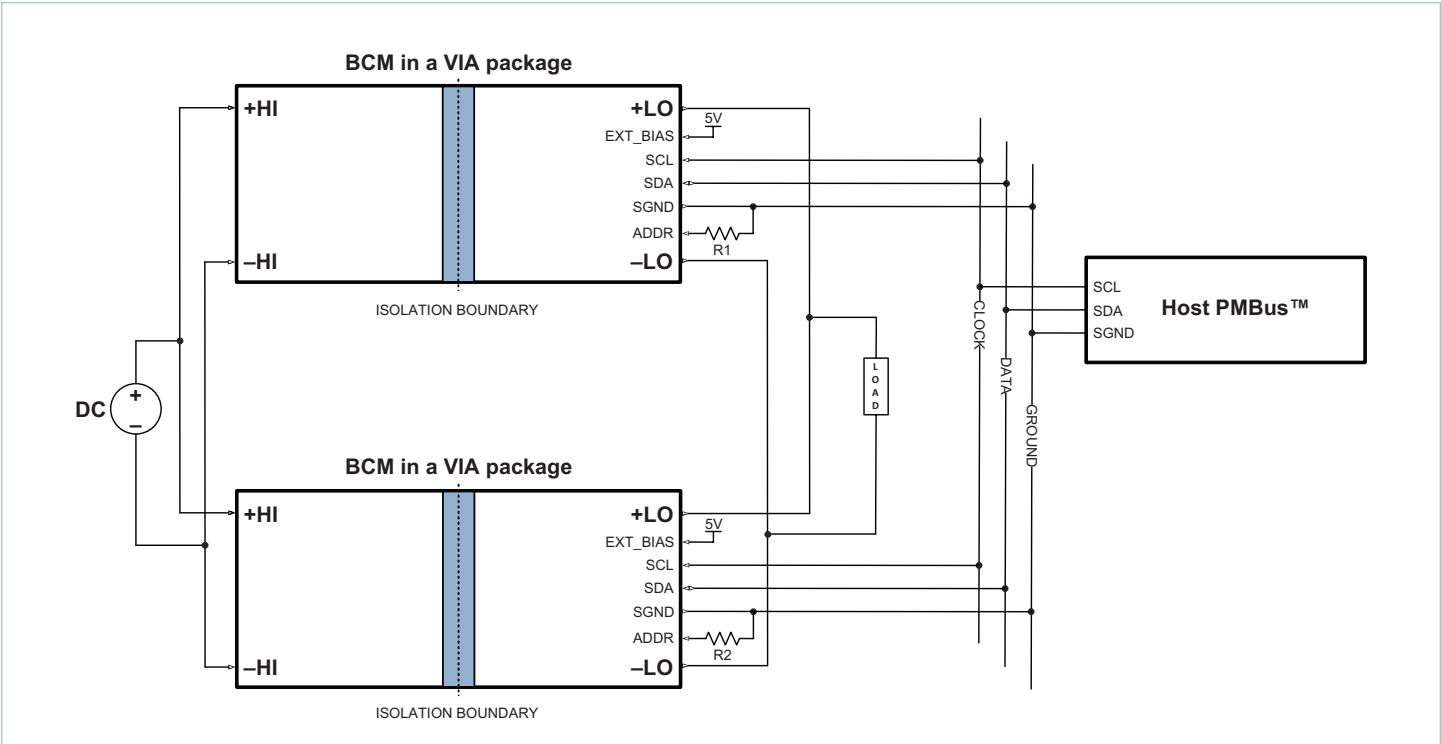 BCM in a VIA package
+HI
–HI
+LO
5V
EXT_BIAS
SCL
SDA
SGND
ADDR
R1
–LO
ISOLATION BOUNDARY
DC
+
–
LOAD
CLOCK
DATA
GROUND
SCL
SDA
SGND
Host PMBus™
BCM in a VIA package
+HI
–HI
+LO
5V
EXT_BIAS
SCL
SDA
SGND
ADDR
R2
–LO
ISOLATION BOUNDARY